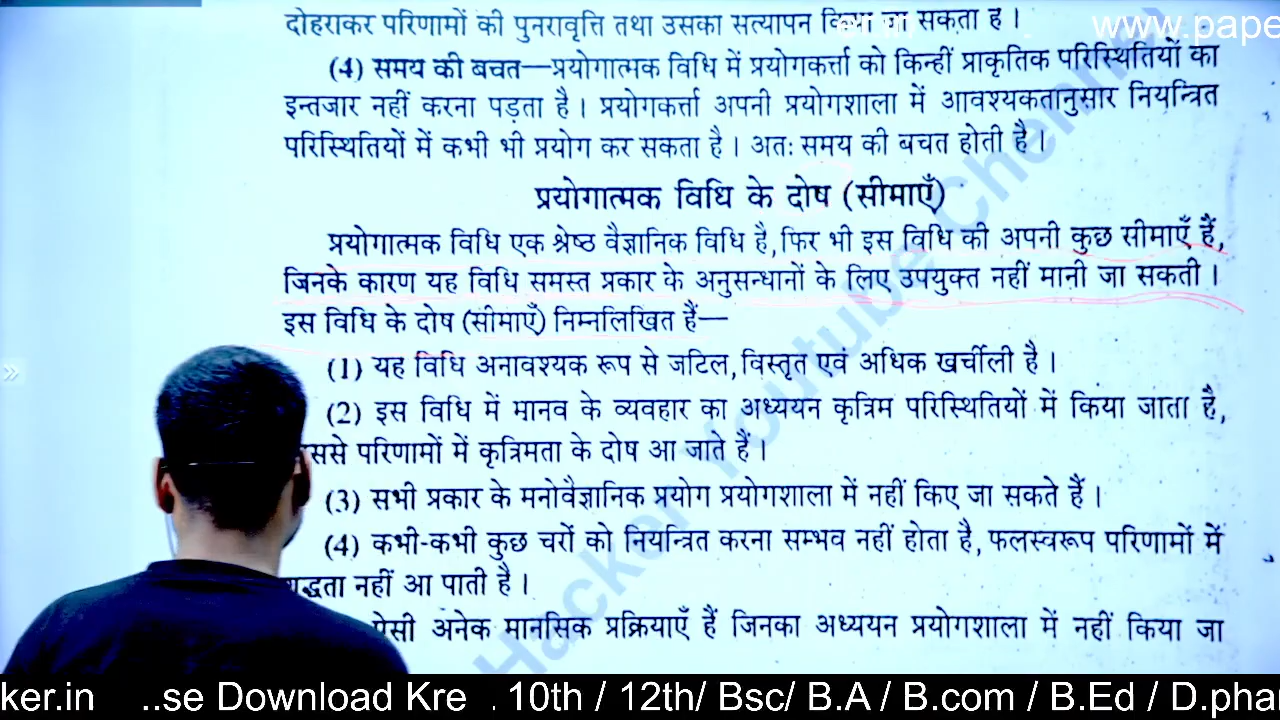 दोहराकर परिणामों की पुनरावृत्ति तथा उसका सत्यापन किया जा सकता है ।
www.pape
(4) समय की बचत—प्रयोगात्मक विधि में प्रयोगकर्त्ता को किन्हीं प्राकृतिक परिस्थितियों का
इन्तजार नहीं करना पड़ता है । प्रयोगकर्त्ता अपनी प्रयोगशाला में आवश्यकतानुसार नियन्त्रित
परिस्थितियों में कभी भी प्रयोग कर सकता है । अतः समय की बचत होती है ।
प्रयोगात्मक विधि के दोष (सीमाएँ)
प्रयोगात्मक विधि एक श्रेष्ठ वैज्ञानिक विधि है, फिर भी इस विधि की अपनी कुछ सीमाएँ हैं,
जिनके कारण यह विधि समस्त प्रकार के अनुसन्धानों के लिए उपयुक्त नहीं मानी जा सकती ।
इस विधि के दोष (सीमाएँ) निम्नलिखित हैं—
(1) यह विधि अनावश्यक रूप से जटिल, विस्तृत एवं अधिक खर्चीली है ।
(2) इस विधि में मानव के व्यवहार का अध्ययन कृत्रिम परिस्थितियों में किया जाता है,
ससे परिणामों में कृत्रिमता के दोष आ जाते हैं ।
(3) सभी प्रकार के मनोवैज्ञानिक प्रयोग प्रयोगशाला में नहीं किए जा सकते हैं ।
(4) कभी-कभी कुछ चरों को नियन्त्रित करना सम्भव नहीं होता है, फलस्वरूप परिणामों में
द्धता नहीं आ पाती है ।
ऐसी अनेक मानसिक प्रक्रियाएँ हैं जिनका अध्ययन प्रयोगशाला में नहीं किया जा
Hacker Youtube Chem
ker.in ..se Download Kre . 10th / 12th/ Bsc/ B.A / B.com / B.Ed / D.phar